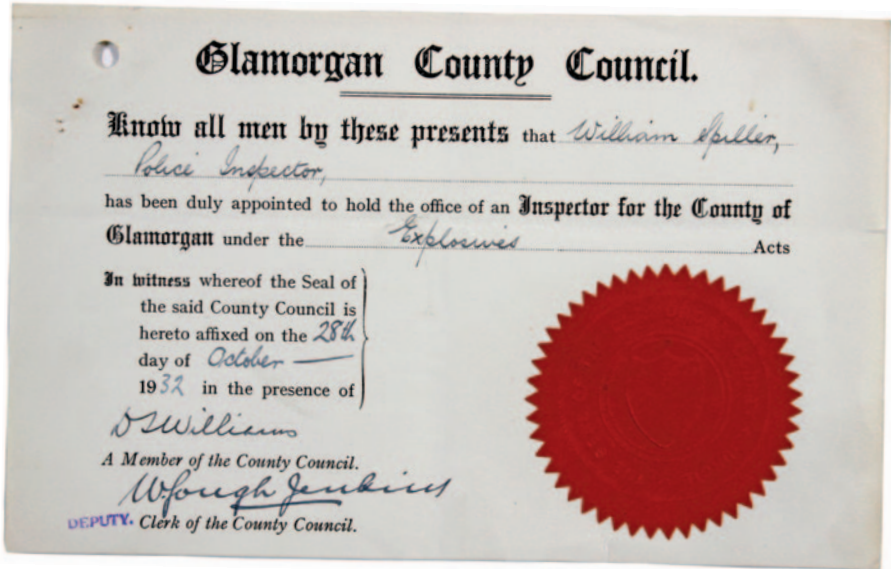 Glamorgan County Council.
Know all men by these presents that William Spiller,
Police Inspector,
has been duly appointed to hold the office of an Inspector for the County of
Glamorgan under the Explosives Acts
In witness whereof the Seal of
the said County Council is
hereto affixed on the 28th
day of October —
1932 in the presence of
D S Williams
A Member of the County Council.
W. Gough Jenkins
DEPUTY. Clerk of the County Council.